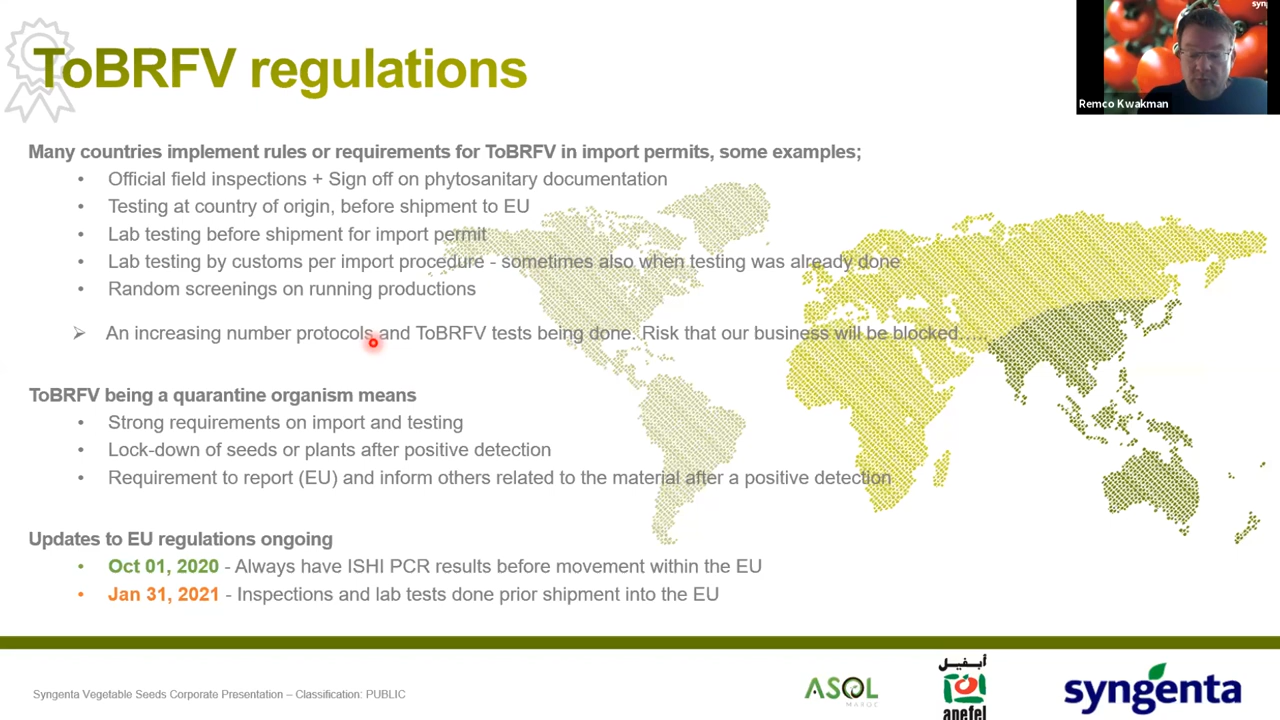 ToBRFV regulations
syn
Remco Kwakman
Many countries implement rules or requirements for ToBRFV in import permits, some examples;
• Official field inspections + Sign off on phytosanitary documentation
• Testing at country of origin, before shipment to EU
• Lab testing before shipment for import permit
• Lab testing by customs per import procedure - sometimes also when testing was already done
• Random screenings on running productions
➢ An increasing number protocols and ToBRFV tests being done. Risk that our business will be blocked…..
ToBRFV being a quarantine organism means
• Strong requirements on import and testing
• Lock-down of seeds or plants after positive detection
• Requirement to report (EU) and inform others related to the material after a positive detection
Updates to EU regulations ongoing
• Oct 01, 2020 - Always have ISHI PCR results before movement within the EU
• Jan 31, 2021 - Inspections and lab tests done prior shipment into the EU
Syngenta Vegetable Seeds Corporate Presentation – Classification: PUBLIC
ASOL
MAROC
أبفيل
anefel
syngenta